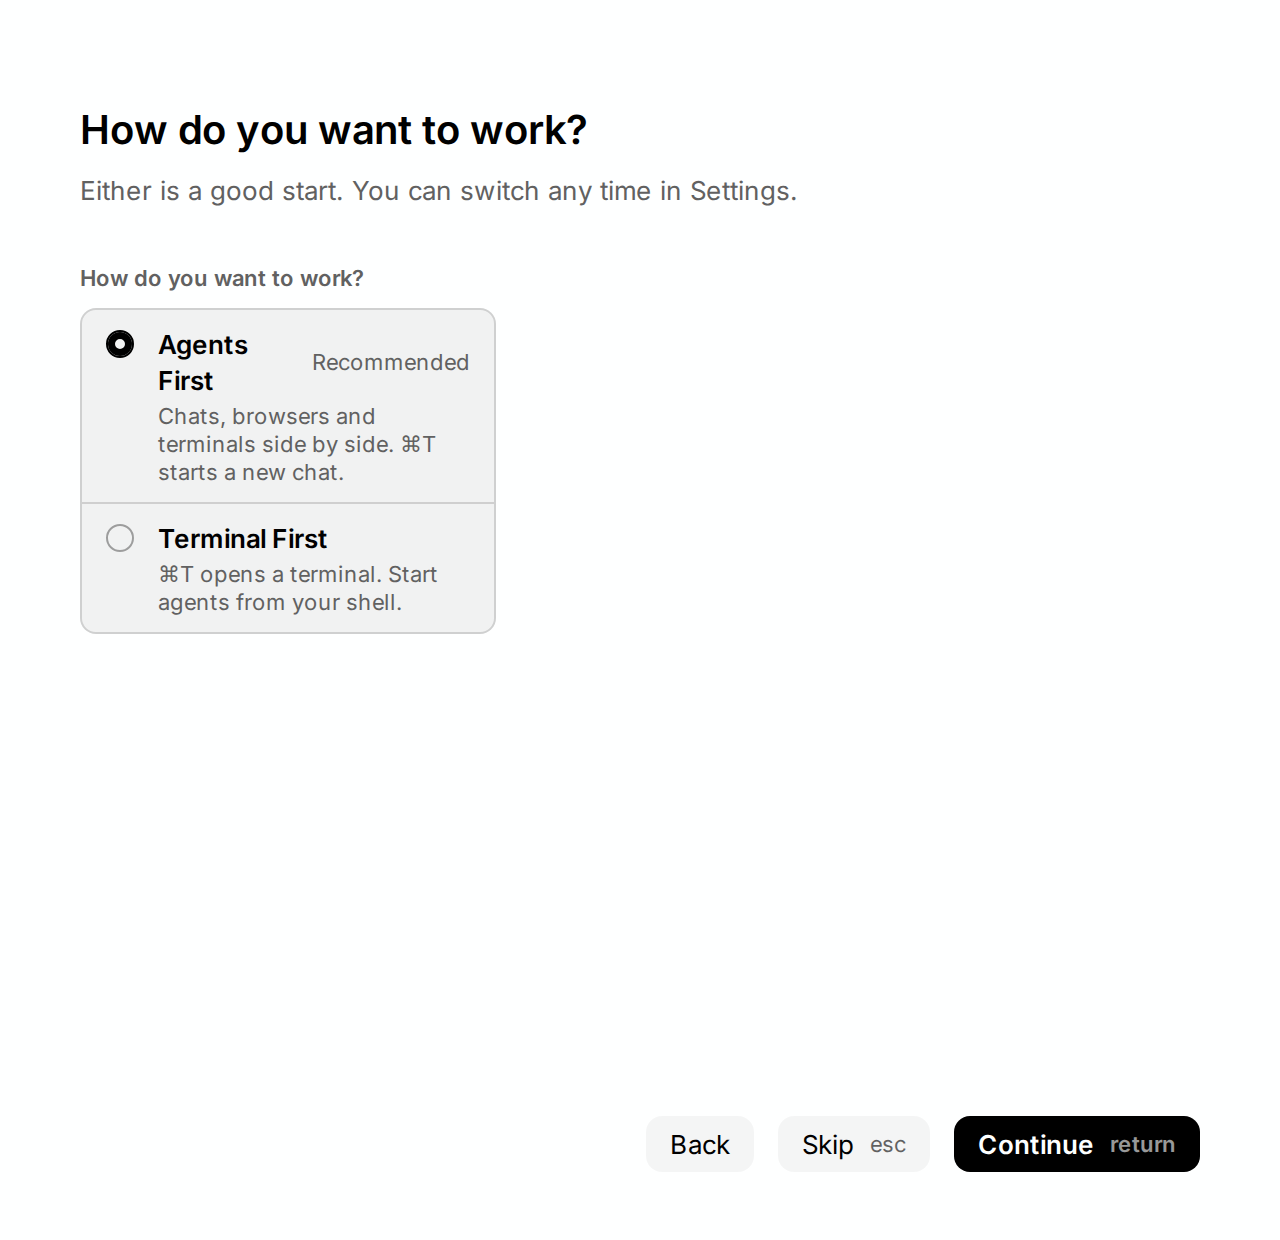 How do you want to work?
Either is a good start. You can switch any time in Settings.
How do you want to work?
Agents
First
Recommended
Chats, browsers and
terminals side by side. ⌘T
starts a new chat.
Terminal First
⌘T opens a terminal. Start
agents from your shell.
Back
Skip esc
Continue return